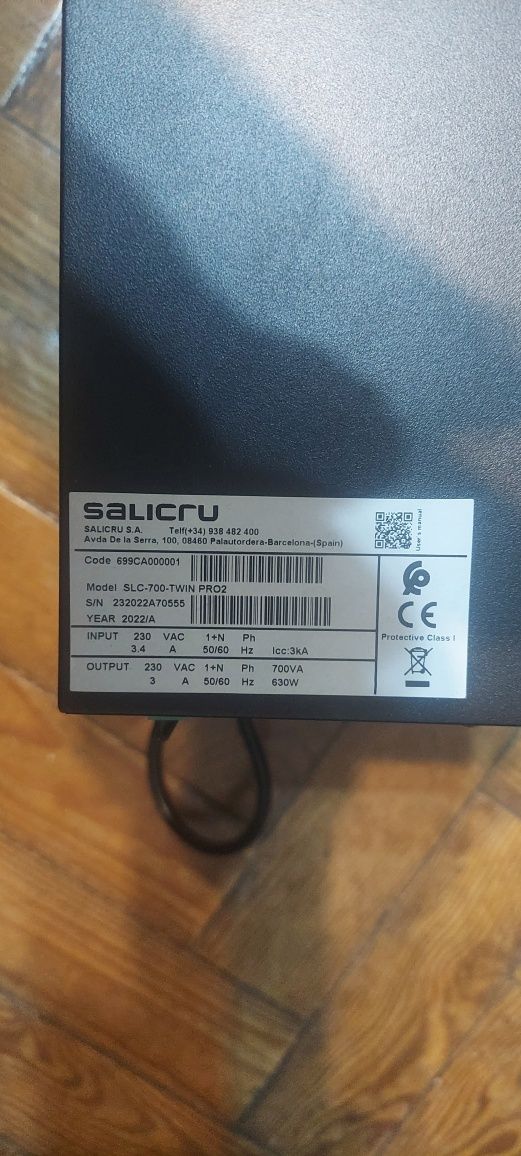 SALICRU
SALICRU S.A. Telf(+34) 938 482 400
Avda De la Serra, 100, 08460 Palautordera-Barcelona-(Spain)
User's manual
Code 699CA000001
Model SLC-700-TWIN PRO2
S/N 232022A70555
YEAR 2022/A
CE
Protective Class I
INPUT 230 VAC 1+N Ph
3.4 A 50/60 Hz Icc:3kA
OUTPUT 230 VAC 1+N Ph 700VA
3 A 50/60 Hz 630W